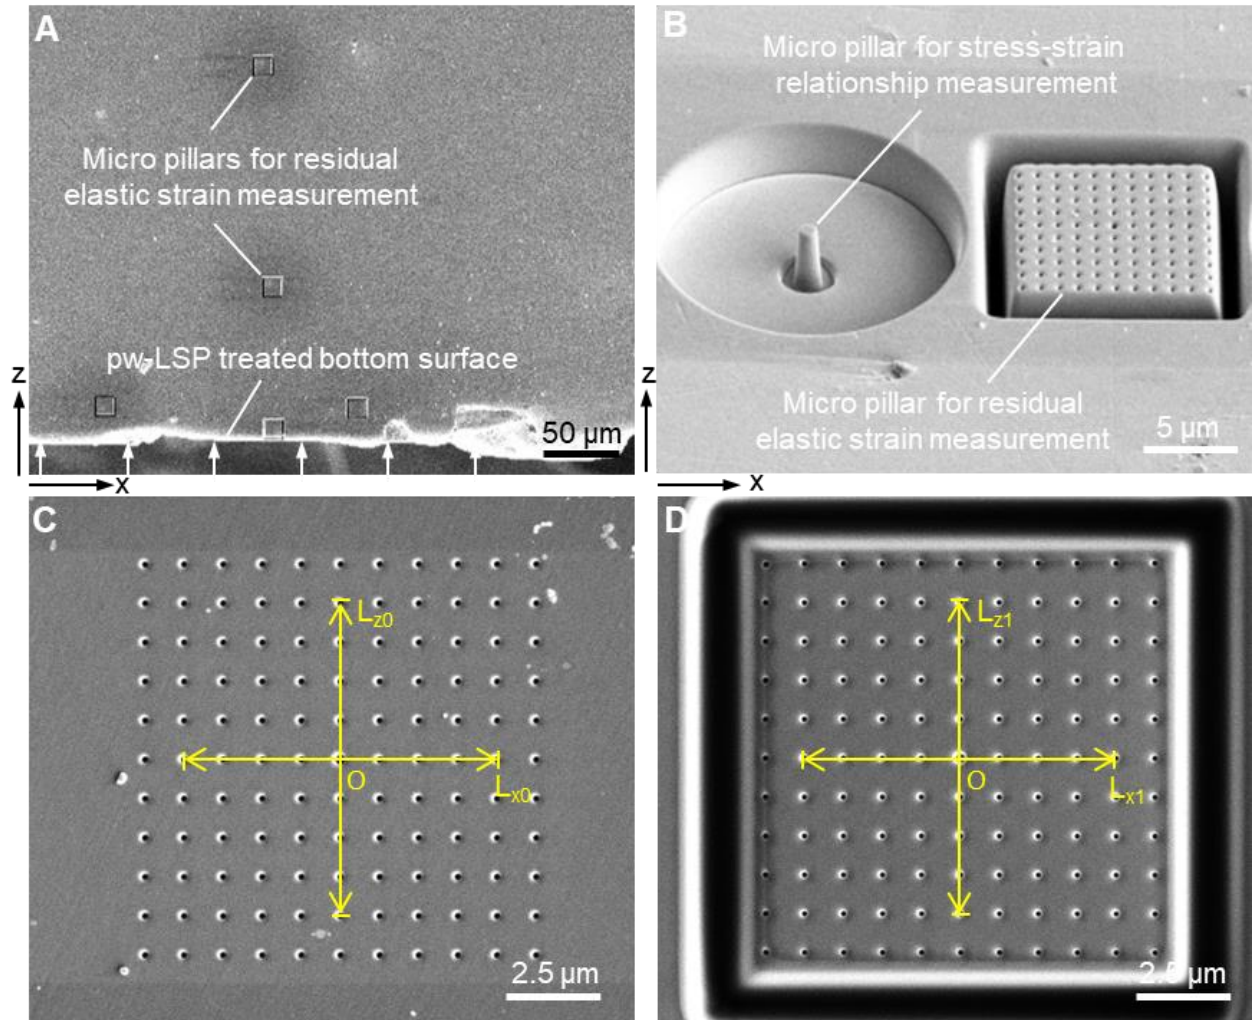 A
Micro pillars for residual
elastic strain measurement
pw-LSP treated bottom surface
50 µm
z
x
B
Micro pillar for stress-strain
relationship measurement
Micro pillar for residual
elastic strain measurement
5 µm
z
x
C
Lz0
O
Lx0
2.5 µm
D
Lz1
O
Lx1
2.5 µm